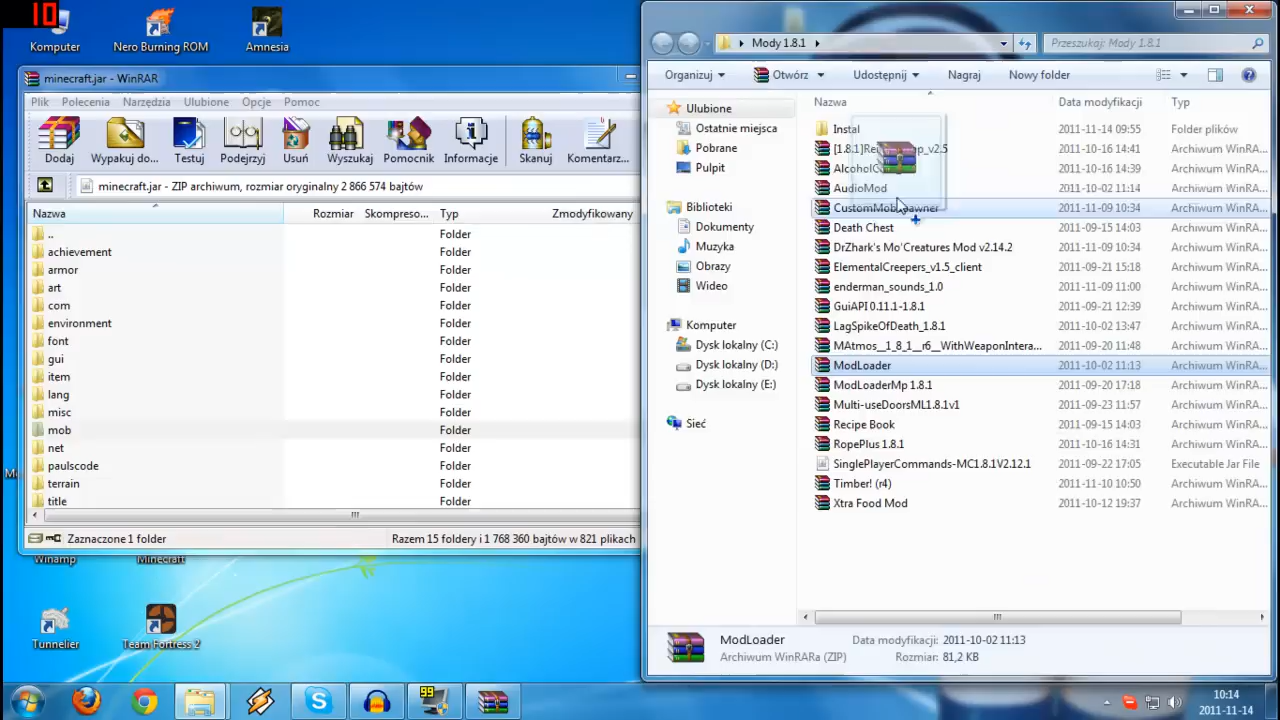 10
Komputer
Nero Burning ROM
Amnesia
minecraft.jar - WinRAR
Plik Polecenia Narzędzia Ulubione Opcje Pomoc
Dodaj Wypakuj do... Testuj Podejrzyj Usuń Wyszukaj Pomocnik Informacje Skanuj Komentarz...
minecraft.jar - ZIP archiwum, rozmiar oryginalny 2 866 574 bajtów
Nazwa Rozmiar Skompreso... Typ Zmodyfikowany
.. Folder
achievement Folder
armor Folder
art Folder
com Folder
environment Folder
font Folder
gui Folder
item Folder
lang Folder
misc Folder
mob Folder
net Folder
paulscode Folder
terrain Folder
title Folder
Zaznaczone 1 folder Razem 15 foldery i 1 768 360 bajtów w 821 plikach
Winamp
Minecraft
Tunnelier
Team Fortress 2
Mody 1.8.1
Przeszukaj: Mody 1.8.1
Organizuj Otwórz Udostępnij Nagraj Nowy folder
Ulubione
Ostatnie miejsca
Pobrane
Pulpit
Biblioteki
Dokumenty
Muzyka
Obrazy
Wideo
Komputer
Dysk lokalny (C:)
Dysk lokalny (D:)
Dysk lokalny (E:)
Sieć
Nazwa Data modyfikacji Typ
Instal 2011-11-14 09:55 Folder plików
2011-10-16 14:41 Archiwum WinRA...
2011-10-16 14:39 Archiwum WinRA...
AudioMod 2011-10-02 11:14 Archiwum WinRA...
CustomMobSpawner 2011-11-09 10:34 Archiwum WinRA...
Death Chest 2011-09-15 14:03 Archiwum WinRA...
DrZhark's Mo'Creatures Mod v2.14.2 2011-11-09 10:34 Archiwum WinRA...
ElementalCreepers_v1.5_client 2011-09-21 15:18 Archiwum WinRA...
enderman_sounds_1.0 2011-11-09 11:00 Archiwum WinRA...
GuiAPI 0.11.1-1.8.1 2011-09-21 12:39 Archiwum WinRA...
LagSpikeOfDeath_1.8.1 2011-10-02 13:47 Archiwum WinRA...
MAtmos__1_8_1__r6__WithWeaponIntera... 2011-09-20 11:48 Archiwum WinRA...
ModLoader 2011-10-02 11:13 Archiwum WinRA...
ModLoaderMp 1.8.1 2011-09-20 17:18 Archiwum WinRA...
Multi-useDoorsML1.8.1v1 2011-09-23 11:57 Archiwum WinRA...
Recipe Book 2011-09-15 14:03 Archiwum WinRA...
RopePlus 1.8.1 2011-10-16 14:31 Archiwum WinRA...
SinglePlayerCommands-MC1.8.1V2.12.1 2011-09-22 17:05 Executable Jar File
Timber! (r4) 2011-11-10 10:50 Archiwum WinRA...
Xtra Food Mod 2011-10-12 19:37 Archiwum WinRA...
ModLoader Data modyfikacji: 2011-10-02 11:13
Archiwum WinRARa (ZIP) Rozmiar: 81,2 KB
99
10:14
2011-11-14